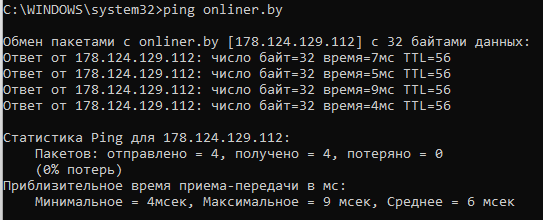 C:\WINDOWS\system32>ping onliner.by
Обмен пакетами с onliner.by [178.124.129.112] с 32 байтами данных:
Ответ от 178.124.129.112: число байт=32 время=7мс TTL=56
Ответ от 178.124.129.112: число байт=32 время=5мс TTL=56
Ответ от 178.124.129.112: число байт=32 время=9мс TTL=56
Ответ от 178.124.129.112: число байт=32 время=4мс TTL=56
Статистика Ping для 178.124.129.112:
Пакетов: отправлено = 4, получено = 4, потеряно = 0
(0% потерь)
Приблизительное время приема-передачи в мс:
Минимальное = 4мсек, Максимальное = 9 мсек, Среднее = 6 мсек